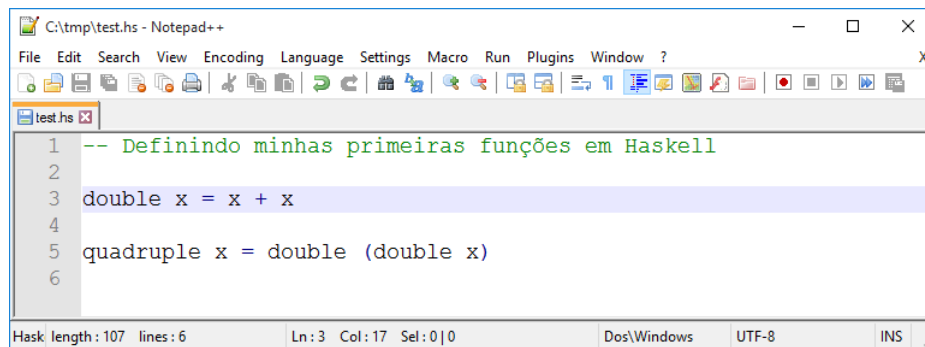 C:\tmp\test.hs - Notepad++
File Edit Search View Encoding Language Settings Macro Run Plugins Window ? X
test.hs
1 -- Definindo minhas primeiras funções em Haskell
2
3 double x = x + x
4
5 quadruple x = double (double x)
6
Hask length : 107 lines : 6 Ln : 3 Col : 17 Sel : 0 | 0 Dos\Windows UTF-8 INS